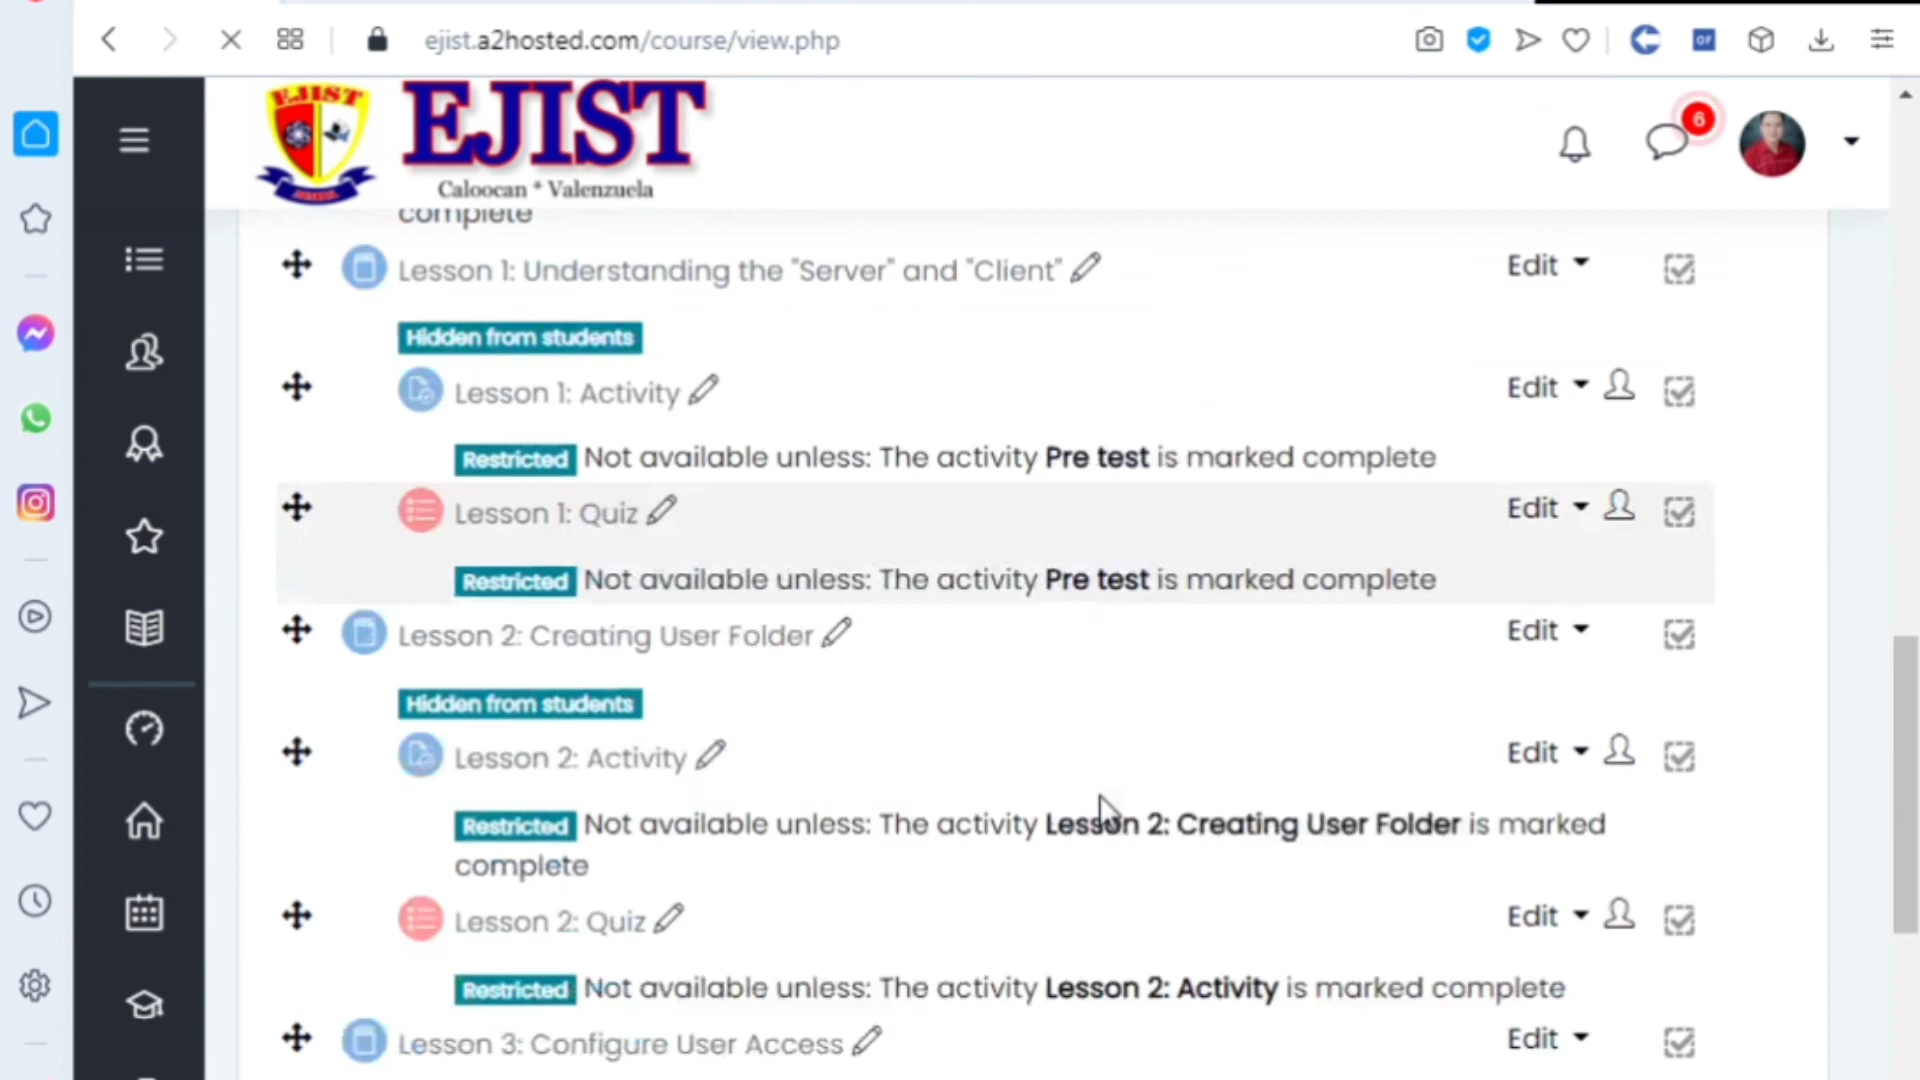 ejist.a2hosted.com/course/view.php
OF
EJIST
EJIST
Caloocan * Valenzuela
6
complete
Lesson 1: Understanding the "Server" and "Client"
Edit
Hidden from students
Lesson 1: Activity
Edit
Restricted Not available unless: The activity Pre test is marked complete
Lesson 1: Quiz
Edit
Restricted Not available unless: The activity Pre test is marked complete
Lesson 2: Creating User Folder
Edit
Hidden from students
Lesson 2: Activity
Edit
Restricted Not available unless: The activity Lesson 2: Creating User Folder is marked
complete
Lesson 2: Quiz
Edit
Restricted Not available unless: The activity Lesson 2: Activity is marked complete
Lesson 3: Configure User Access
Edit